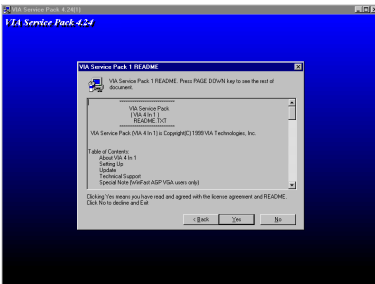 VIA Service Pack 4.24(1)
VIA Service Pack 4.24
VIA Service Pack 1 README
VIA Service Pack 1 README. Press PAGE DOWN key to see the rest of
document.
VIA Service Pack
( VIA 4 In 1 )
README.TXT
VIA Service Pack (VIA 4 In 1) is Copyright(C) 1999 VIA Technologies, Inc.
Table of Contents:
About VIA 4 In 1
Setting Up
Update
Technical Support
Special Note (WinFast AGP VGA users only)
Clicking Yes means you have read and agreed with the license agreement and README.
Click No to decline and Exit
< Back
Yes
No